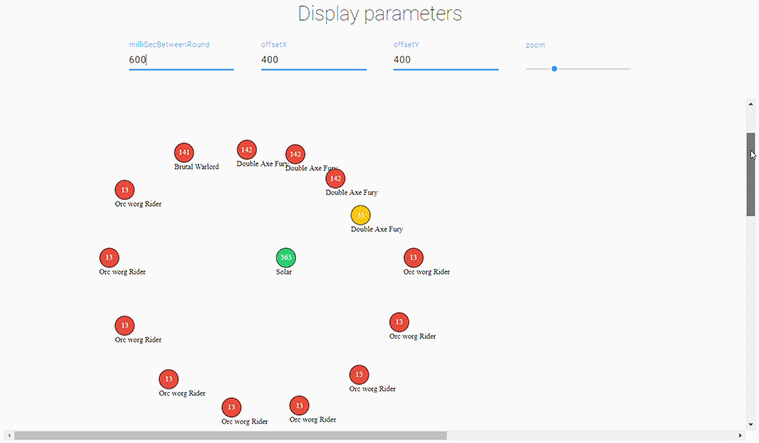 Display parameters
milliSecBetweenRound offsetX offsetY zoom
600 400 400
141
Brutal Warlord
142
Double Axe Fury
142
Double Axe Fury
142
Double Axe Fury
13
Orc worg Rider
Double Axe Fury
13
Orc worg Rider
363
Solar
13
Orc worg Rider
13
Orc worg Rider
13
Orc worg Rider
13
Orc worg Rider
13
Orc worg Rider
13
Orc worg Rider
13
Orc worg Rider